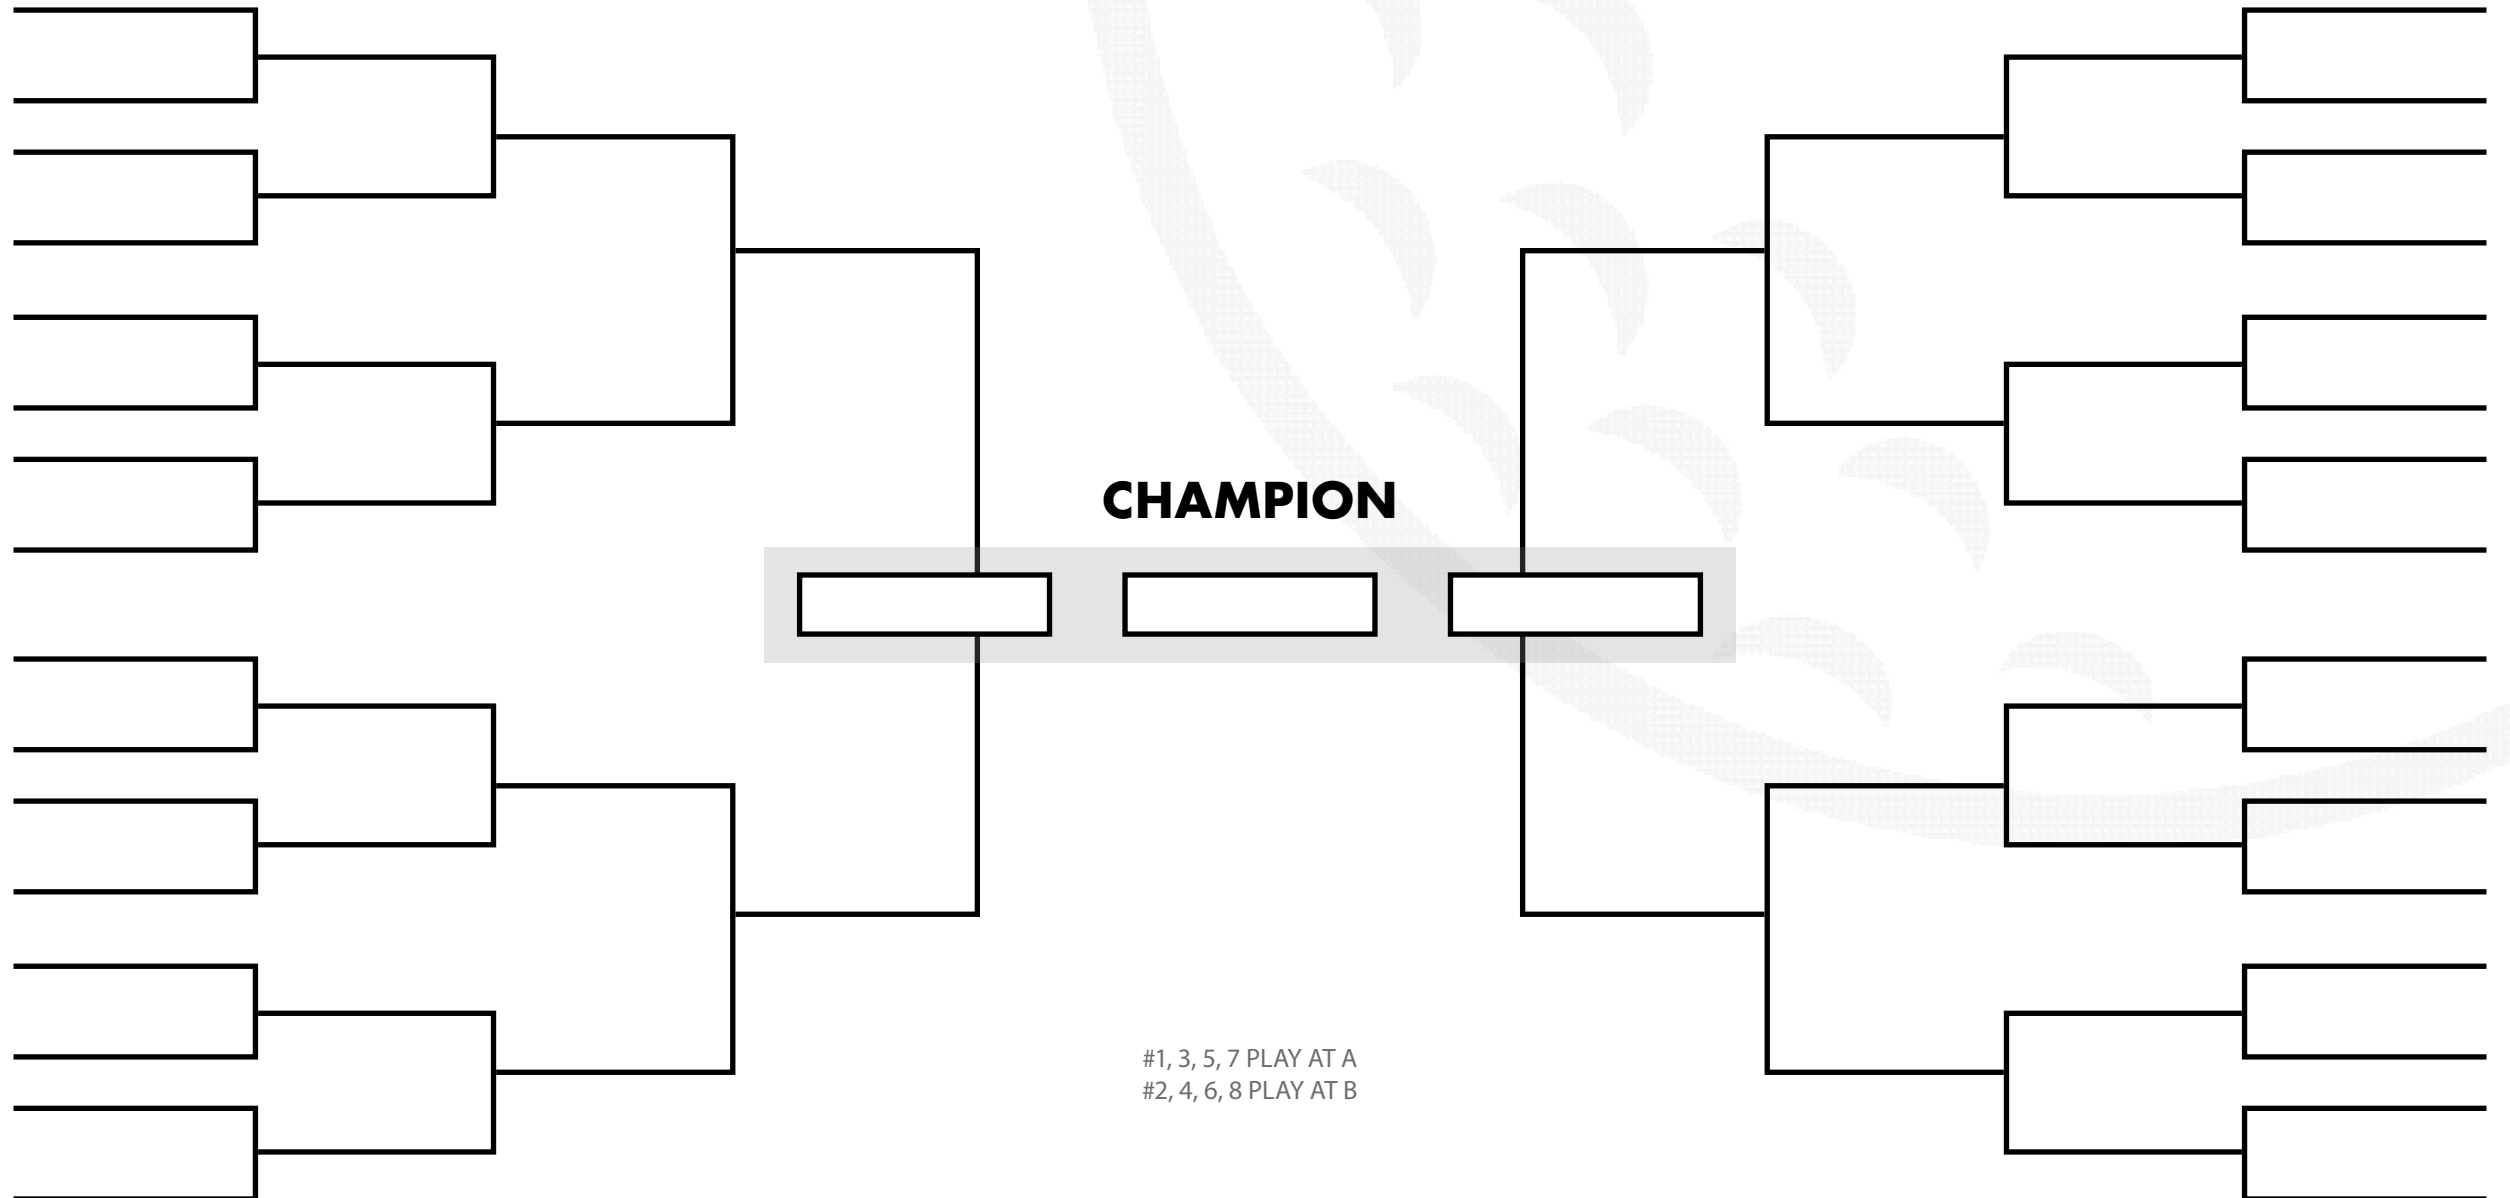 CHAMPION
#1, 3, 5, 7 PLAY AT A
#2, 4, 6, 8 PLAY AT B